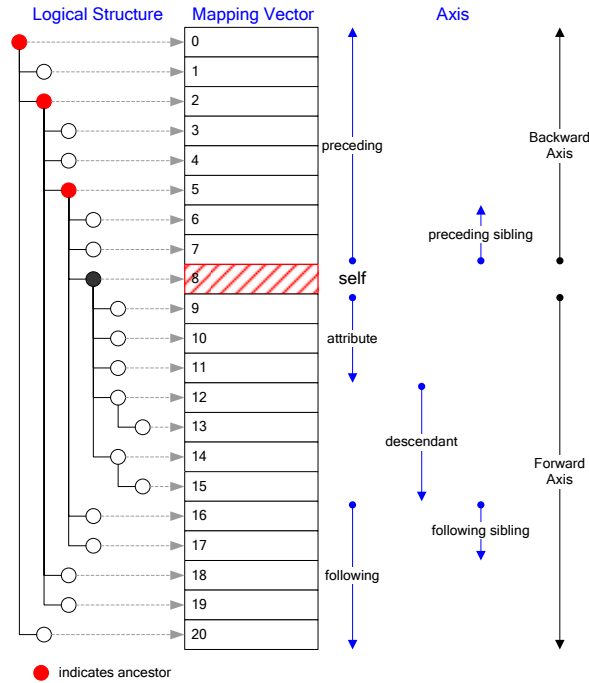 Logical Structure Mapping Vector Axis
0
1
2
3
4
preceding
Backward
Axis
5
6
preceding sibling
7
8
self
9
10
attribute
11
12
13
descendant
14
Forward
Axis
15
16
following sibling
17
18
following
19
20
indicates ancestor